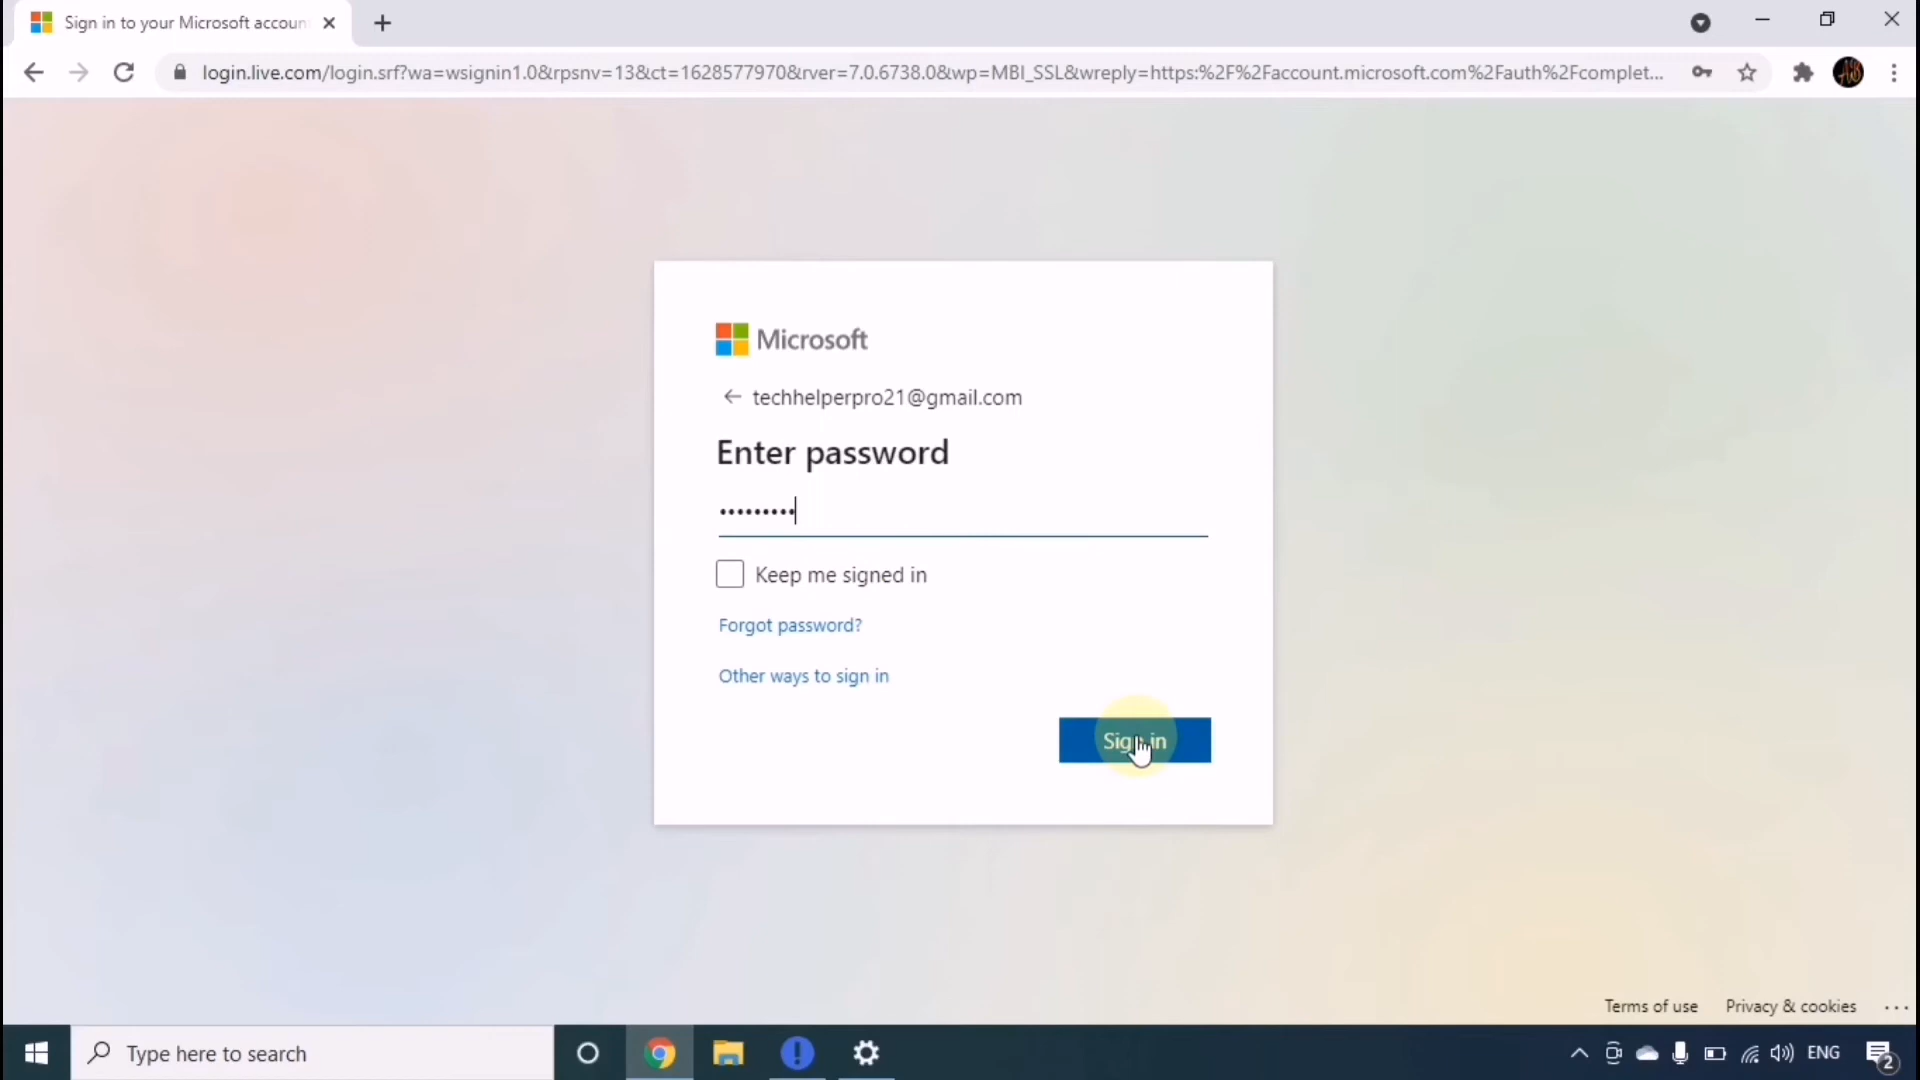 Sign in to your Microsoft accoun
login.live.com/login.srf?wa=wsignin1.0&rpsnv=13&ct=1628577970&rver=7.0.6738.0&wp=MBI_SSL&wreply=https:%2F%2Faccount.microsoft.com%2Fauth%2Fcomplet...
Microsoft
techhelperpro21@gmail.com
Enter password
Keep me signed in
Forgot password?
Other ways to sign in
Sign in
Terms of use Privacy & cookies ...
Type here to search
ENG
2